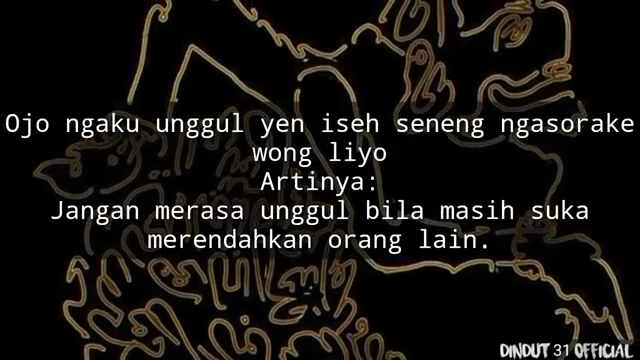 Ojo ngaku unggul yen iseh seneng ngasorake
wong liyo
Artinya:
Jangan merasa unggul bila masih suka
merendahkan orang lain.
DINDUT 31 OFFICIAL